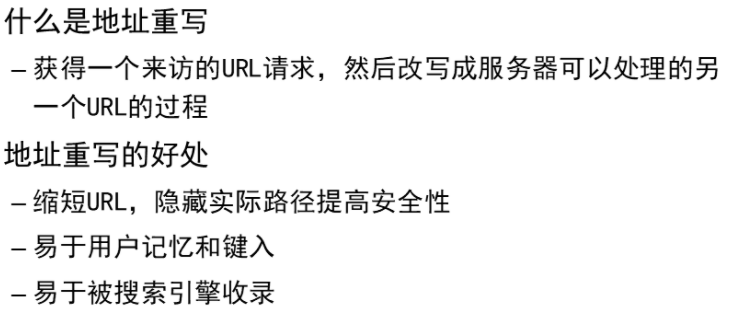 什么是地址重写
– 获得一个来访的URL请求，然后改写成服务器可以处理的另
一个URL的过程
地址重写的好处
– 缩短URL，隐藏实际路径提高安全性
– 易于用户记忆和键入
– 易于被搜索引擎收录